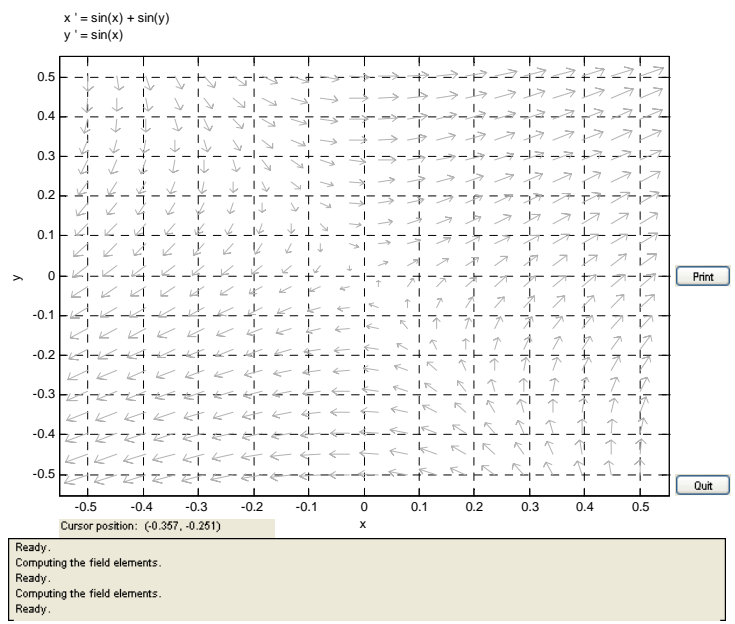 x ' = sin(x) + sin(y)
y ' = sin(x)
0.5
0.4
0.3
0.2
0.1
0
-0.1
-0.2
-0.3
-0.4
-0.5
y
-0.5 -0.4 -0.3 -0.2 -0.1 0 0.1 0.2 0.3 0.4 0.5
x
Print
Quit
Cursor position: (-0.357, -0.251)
Ready.
Computing the field elements.
Ready.
Computing the field elements.
Ready.